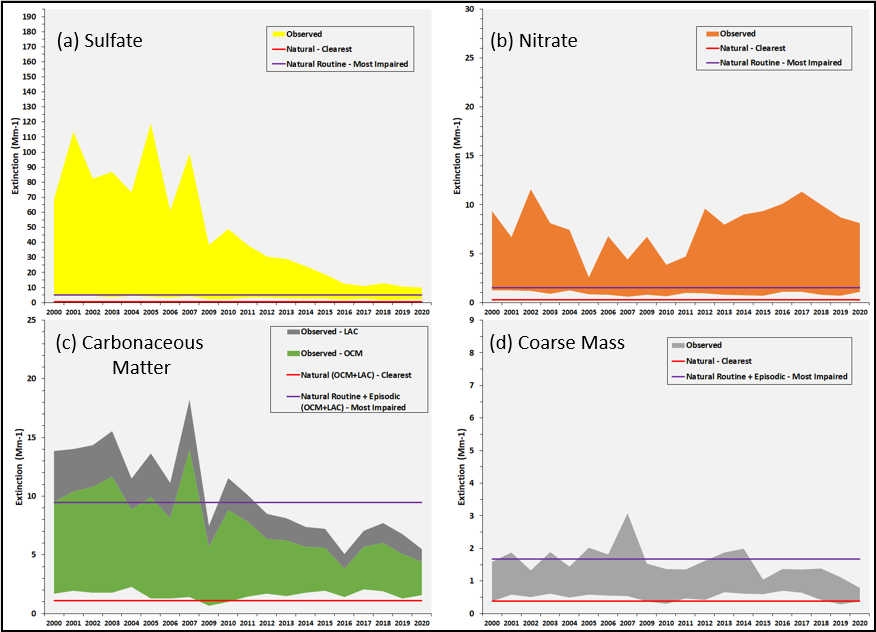 (a) Sulfate
Observed
Natural - Clearest
Natural Routine - Most Impaired
Extinction (Mm-1)
190
180
170
160
150
140
130
120
110
100
90
80
70
60
50
40
30
20
10
0
2000 2001 2002 2003 2004 2005 2006 2007 2009 2010 2011 2012 2013 2014 2015 2016 2017 2018 2019 2020
(b) Nitrate
Observed
Natural - Clearest
Natural Routine - Most Impaired
Extinction (Mm-1)
30
25
20
15
10
5
0
2000 2001 2002 2003 2004 2005 2006 2007 2009 2010 2011 2012 2013 2014 2015 2016 2017 2018 2019 2020
(c) Carbonaceous
Matter
Observed - LAC
Observed - OCM
Natural (OCM+LAC) - Clearest
Natural Routine + Episodic
(OCM+LAC) - Most Impaired
Extinction (Mm-1)
25
20
15
10
5
0
2000 2001 2002 2003 2004 2005 2006 2007 2009 2010 2011 2012 2013 2014 2015 2016 2017 2018 2019 2020
(d) Coarse Mass
Observed
Natural - Clearest
Natural Routine + Episodic - Most Impaired
Extinction (Mm-1)
9
8
7
6
5
4
3
2
1
0
2000 2001 2002 2003 2004 2005 2006 2007 2009 2010 2011 2012 2013 2014 2015 2016 2017 2018 2019 2020